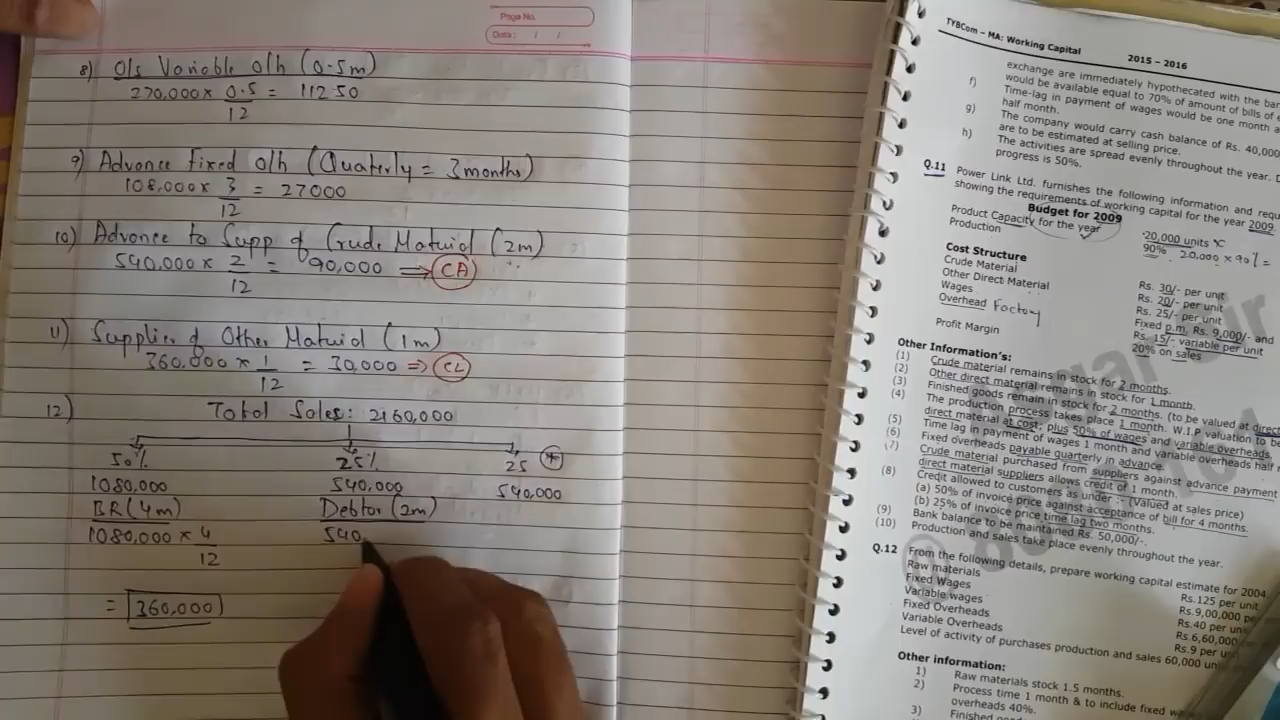 Page No.
Date: / /
8) O/s Variable o/h (0.5m)
270,000 × 0.5 = 11250
12
9) Advance Fixed o/h (Quaterly = 3 months)
108,000 × 3 = 27000
12
10) Advance to Supp of Crude Material (2m)
540,000 × 2 = 90,000 ⇒ CA
12
11) Supplier of Other Material (1m)
360,000 × 1 = 30,000 ⇒ CL
12
12) Total Sales: 2160,000
50% 25% 25
1080,000 540,000 540,000
BR (4m) Debtor (2m)
1080,000 × 4 540
12
= 360,000
TYBCom – MA: Working Capital 2015 – 2016
exchange are immediately hypothecated with the
f) would be available equal to 70% of amount of bills of
Time-lag in payment of wages would be one month
g) half month.
The company would carry cash balance of Rs. 40,000
h) are to be estimated at selling price.
The activities are spread evenly throughout the year.
progress is 50%.
Q.11 Power Link Ltd. furnishes the following information and
showing the requirements of working capital for the year 2009.
Budget for 2009
Product Capacity for the year 20,000 units
Production 90% 20,000 × 90% =
Cost Structure
Crude Material Rs. 30/- per unit
Other Direct Material Rs. 20/- per unit
Wages Rs. 25/- per unit
Overhead Factory Fixed p.m. Rs. 9,000/- and
Rs. 15/- variable per unit
Profit Margin 20% on sales
Other Information's:
(1) Crude material remains in stock for 2 months.
(2) Other direct material remains in stock for 1 month.
(3) Finished goods remain in stock for 2 months. (to be valued at direct
(4) The production process takes place 1 month. W.I.P valuation to be
direct material at cost; plus 50% of wages and variable overheads.
(5) Time lag in payment of wages 1 month and variable overheads half
(6) Fixed overheads payable quarterly in advance.
(7) Crude material purchased from suppliers against advance payment
direct material suppliers allows credit of 1 month.
(8) Credit allowed to customers as under :- (Valued at sales price)
(a) 50% of invoice price against acceptance of bill for 4 months.
(b) 25% of invoice price time lag two months.
(9) Bank balance to be maintained Rs. 50,000/-.
(10) Production and sales take place evenly throughout the year.
Q.12 From the following details, prepare working capital estimate for 2004
Raw materials Rs.125 per unit
Fixed Wages Rs.9,00,000
Variable wages Rs.40 per
Fixed Overheads Rs.6,60,000
Variable Overheads Rs.9 per
Level of activity of purchases production and sales 60,000
Other information:
1) Raw materials stock 1.5 months.
2) Process time 1 month & to include fixed
overheads 40%.
3) Finished